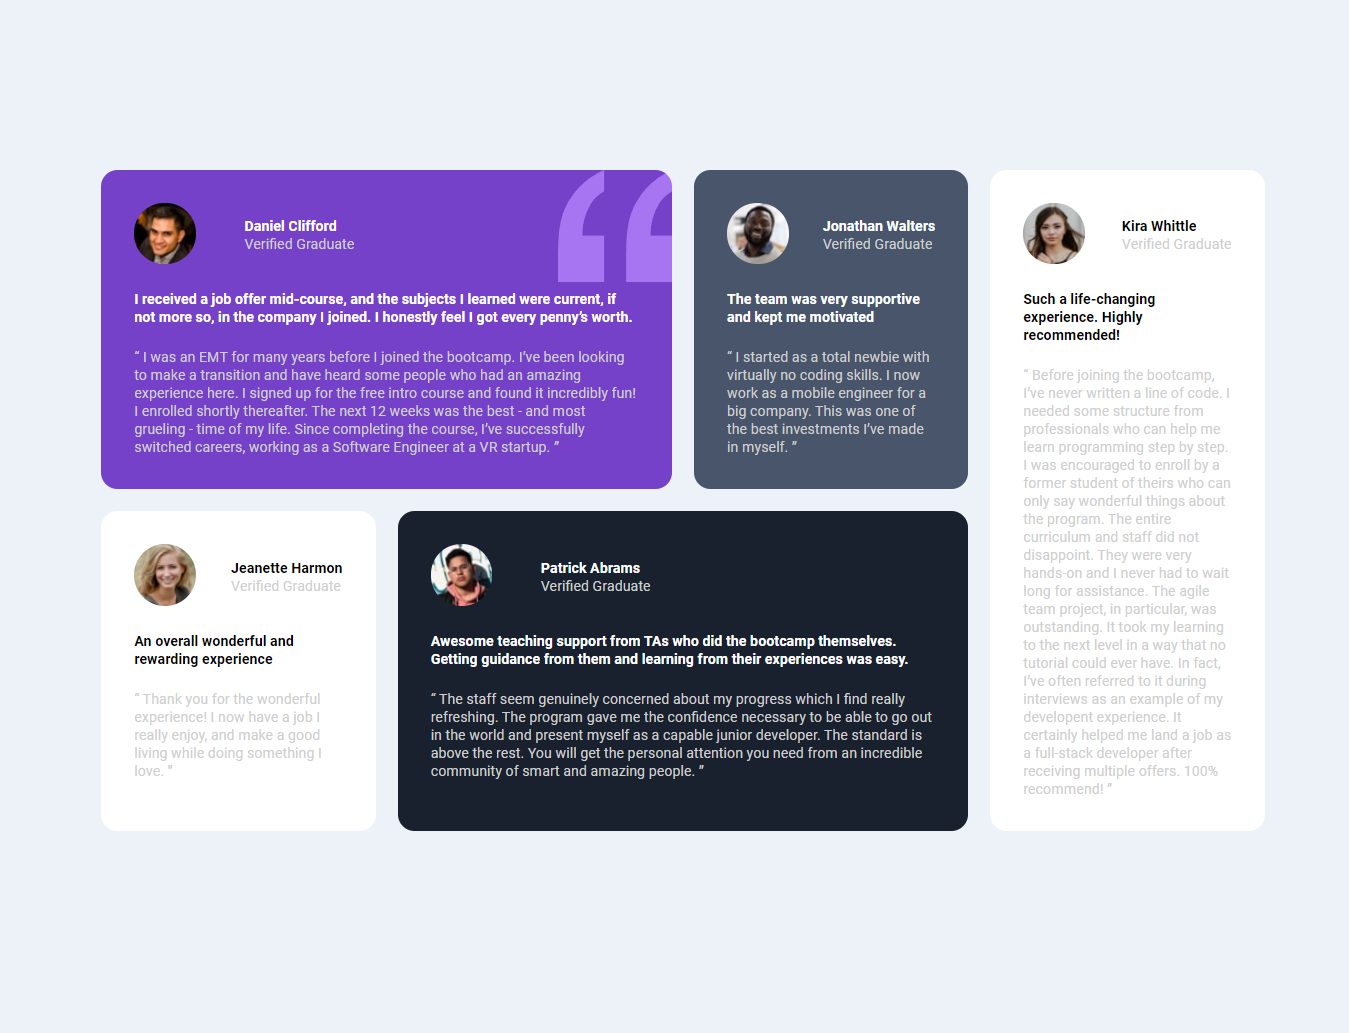 Daniel Clifford
Verified Graduate
I received a job offer mid-course, and the subjects I learned were current, if
not more so, in the company I joined. I honestly feel I got every penny’s worth.
“ I was an EMT for many years before I joined the bootcamp. I’ve been looking
to make a transition and have heard some people who had an amazing
experience here. I signed up for the free intro course and found it incredibly fun!
I enrolled shortly thereafter. The next 12 weeks was the best - and most
grueling - time of my life. Since completing the course, I’ve successfully
switched careers, working as a Software Engineer at a VR startup. ”
Jonathan Walters
Verified Graduate
The team was very supportive
and kept me motivated
“ I started as a total newbie with
virtually no coding skills. I now
work as a mobile engineer for a
big company. This was one of
the best investments I’ve made
in myself. ”
Kira Whittle
Verified Graduate
Such a life-changing
experience. Highly
recommended!
“ Before joining the bootcamp,
I’ve never written a line of code. I
needed some structure from
professionals who can help me
learn programming step by step.
I was encouraged to enroll by a
former student of theirs who can
only say wonderful things about
the program. The entire
curriculum and staff did not
disappoint. They were very
hands-on and I never had to wait
long for assistance. The agile
team project, in particular, was
outstanding. It took my learning
to the next level in a way that no
tutorial could ever have. In fact,
I’ve often referred to it during
interviews as an example of my
developent experience. It
certainly helped me land a job as
a full-stack developer after
receiving multiple offers. 100%
recommend! ”
Jeanette Harmon
Verified Graduate
An overall wonderful and
rewarding experience
“ Thank you for the wonderful
experience! I now have a job I
really enjoy, and make a good
living while doing something I
love. ”
Patrick Abrams
Verified Graduate
Awesome teaching support from TAs who did the bootcamp themselves.
Getting guidance from them and learning from their experiences was easy.
“ The staff seem genuinely concerned about my progress which I find really
refreshing. The program gave me the confidence necessary to be able to go out
in the world and present myself as a capable junior developer. The standard is
above the rest. You will get the personal attention you need from an incredible
community of smart and amazing people. ”